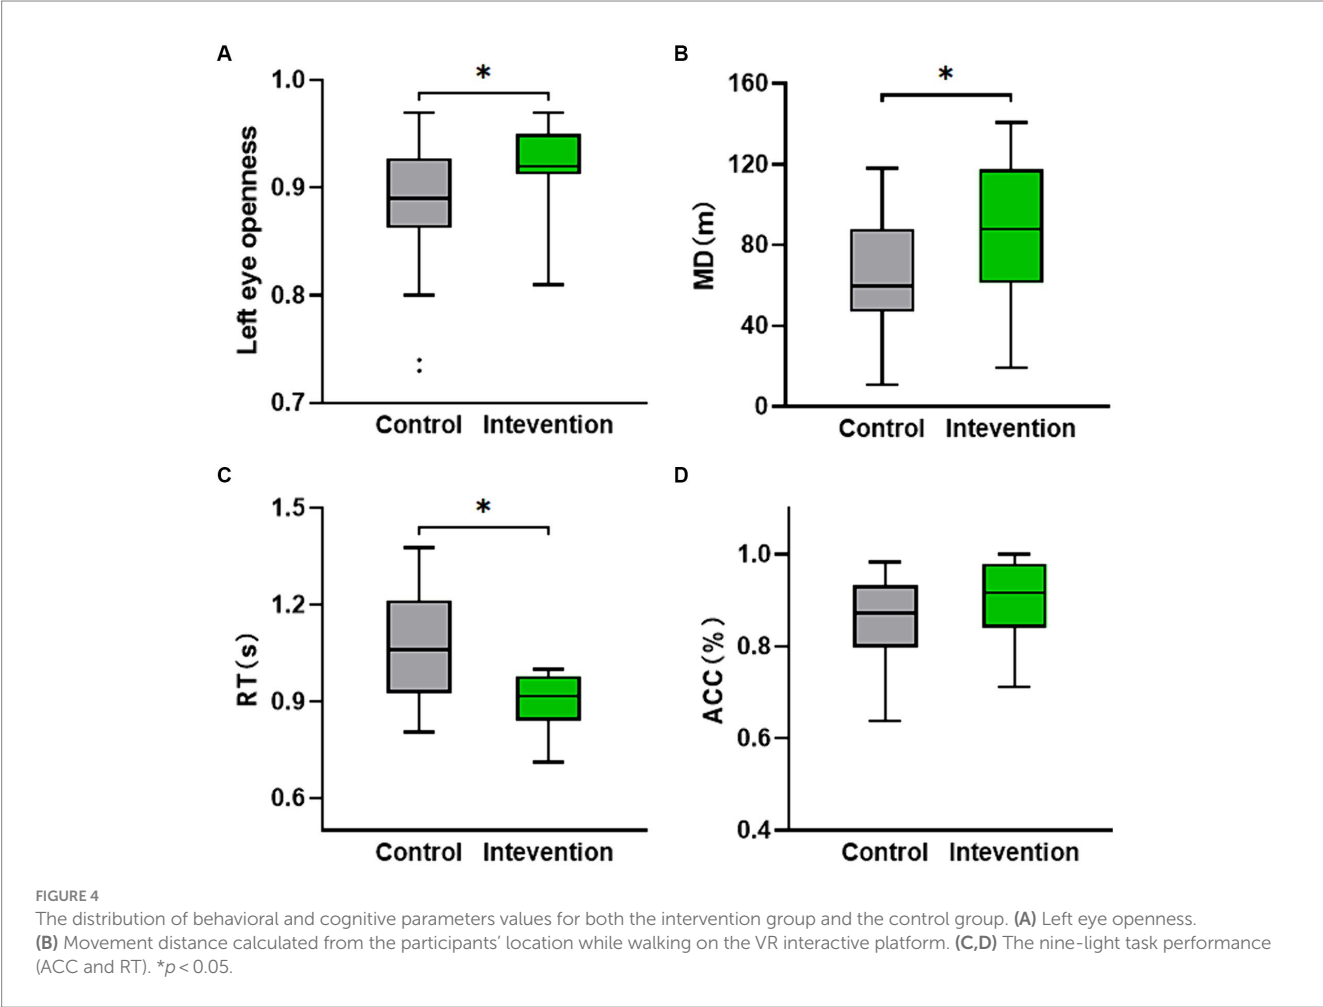 A
*
1.0
0.9
0.8
0.7
Left eye openness
Control Intevention
B
*
160
120
80
40
0
MD(m)
Control Intevention
C
*
1.5
1.2
0.9
0.6
RT(s)
Control Intevention
D
1.0
0.8
0.6
0.4
ACC(%)
Control Intevention
FIGURE 4
The distribution of behavioral and cognitive parameters values for both the intervention group and the control group. (A) Left eye openness.
(B) Movement distance calculated from the participants’ location while walking on the VR interactive platform. (C,D) The nine-light task performance
(ACC and RT). *p < 0.05.